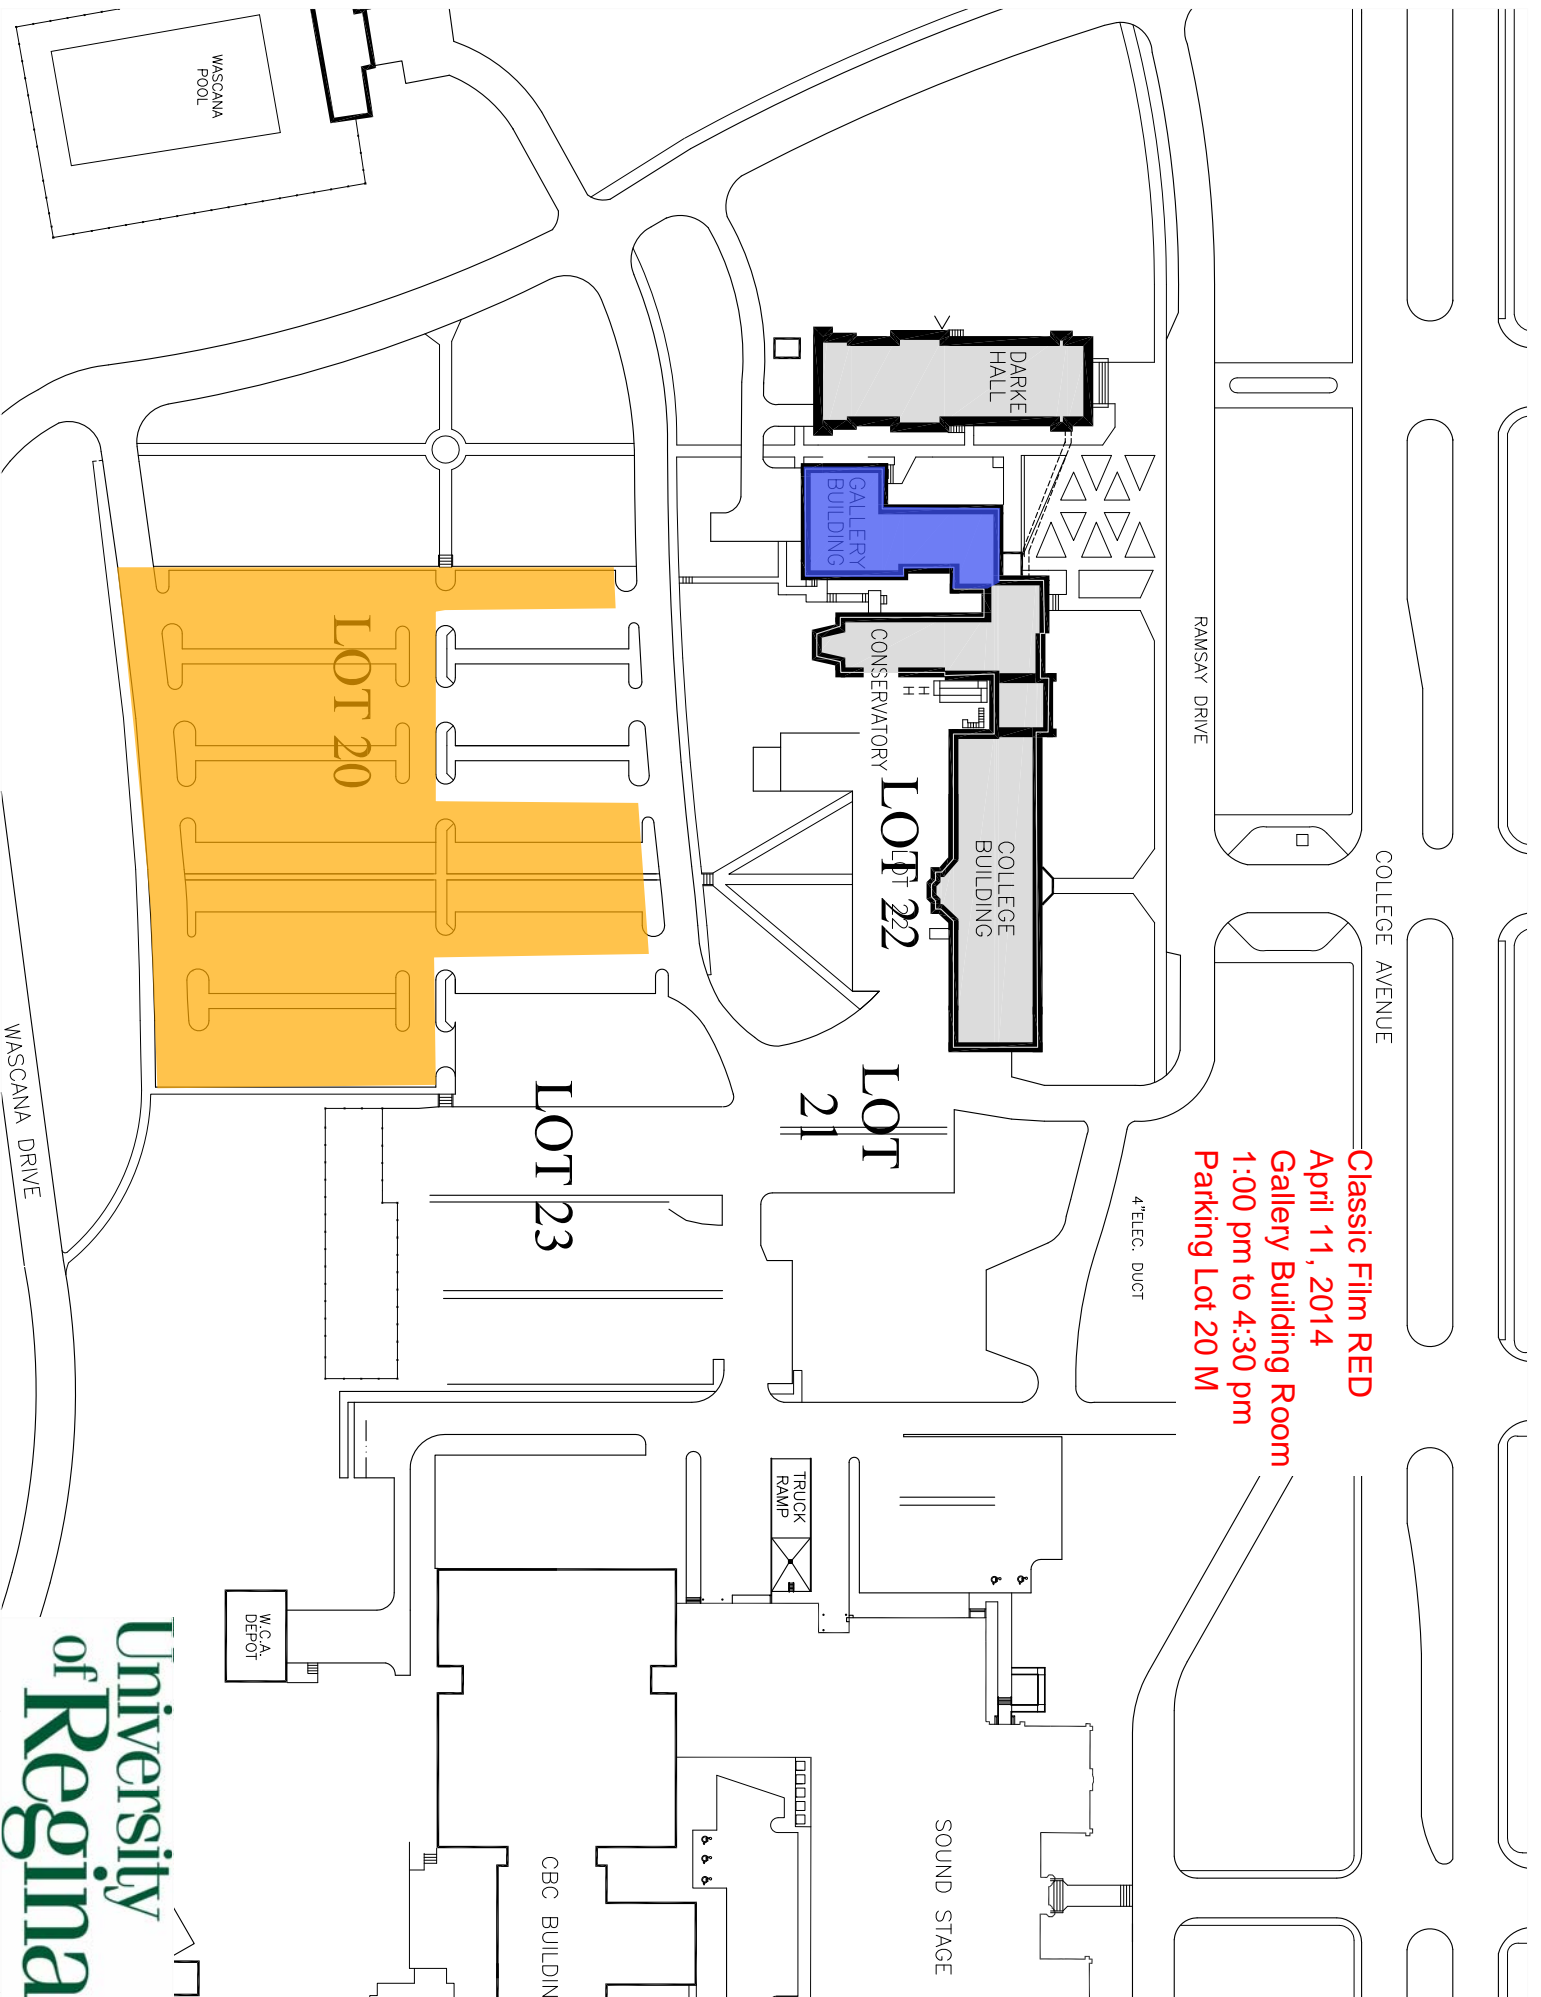 Classic Film RED
April 11, 2014
Gallery Building Room
1:00 pm to 4:30 pm
Parking Lot 20 M
COLLEGE AVENUE
RAMSAY DRIVE
4"ELEC. DUCT
DARKE
HALL
GALLERY
BUILDING
CONSERVATORY
H
H
COLLEGE
BUILDING
LOT 22
LOT 22
LOT
21
LOT 20
LOT 23
WASCANA
POOL
WASCANA DRIVE
TRUCK
RAMP
W.C.A.
DEPOT
SOUND STAGE
CBC BUILDIN
University
of Regina